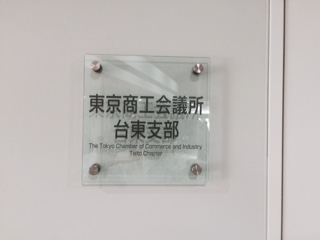 東京商工会議所
台東支部
The Tokyo Chamber of Commerce and Industry
Taito Chapter